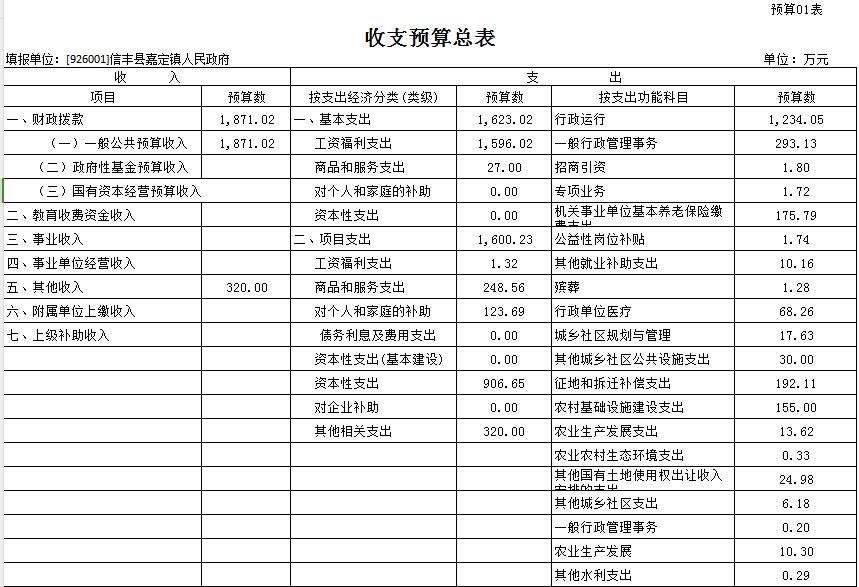 预算01表
收支预算总表
填报单位: [926001]信丰县嘉定镇人民政府 单位: 万元
收 入 支 出
项目 预算数 按支出经济分类(类级) 预算数 按支出功能科目 预算数
一、财政拨款 1,871.02 一、基本支出 1,623.02 行政运行 1,234.05
（一）一般公共预算收入 1,871.02 工资福利支出 1,596.02 一般行政管理事务 293.13
（二）政府性基金预算收入 商品和服务支出 27.00 招商引资 1.80
（三）国有资本经营预算收入 对个人和家庭的补助 0.00 专项业务 1.72
二、教育收费资金收入 资本性支出 0.00 机关事业单位基本养老保险缴费支出 175.79
三、事业收入 二、项目支出 1,600.23 公益性岗位补贴 1.74
四、事业单位经营收入 工资福利支出 1.32 其他就业补助支出 10.16
五、其他收入 320.00 商品和服务支出 248.56 殡葬 1.28
六、附属单位上缴收入 对个人和家庭的补助 123.69 行政单位医疗 68.26
七、上级补助收入 债务利息及费用支出 0.00 城乡社区规划与管理 17.63
资本性支出(基本建设) 0.00 其他城乡社区公共设施支出 30.00
资本性支出 906.65 征地和拆迁补偿支出 192.11
对企业补助 0.00 农村基础设施建设支出 155.00
其他相关支出 320.00 农业生产发展支出 13.62
农业农村生态环境支出 0.33
其他国有土地使用权出让收入安排的支出 24.98
其他城乡社区支出 6.18
一般行政管理事务 0.20
农业生产发展 10.30
其他水利支出 0.29